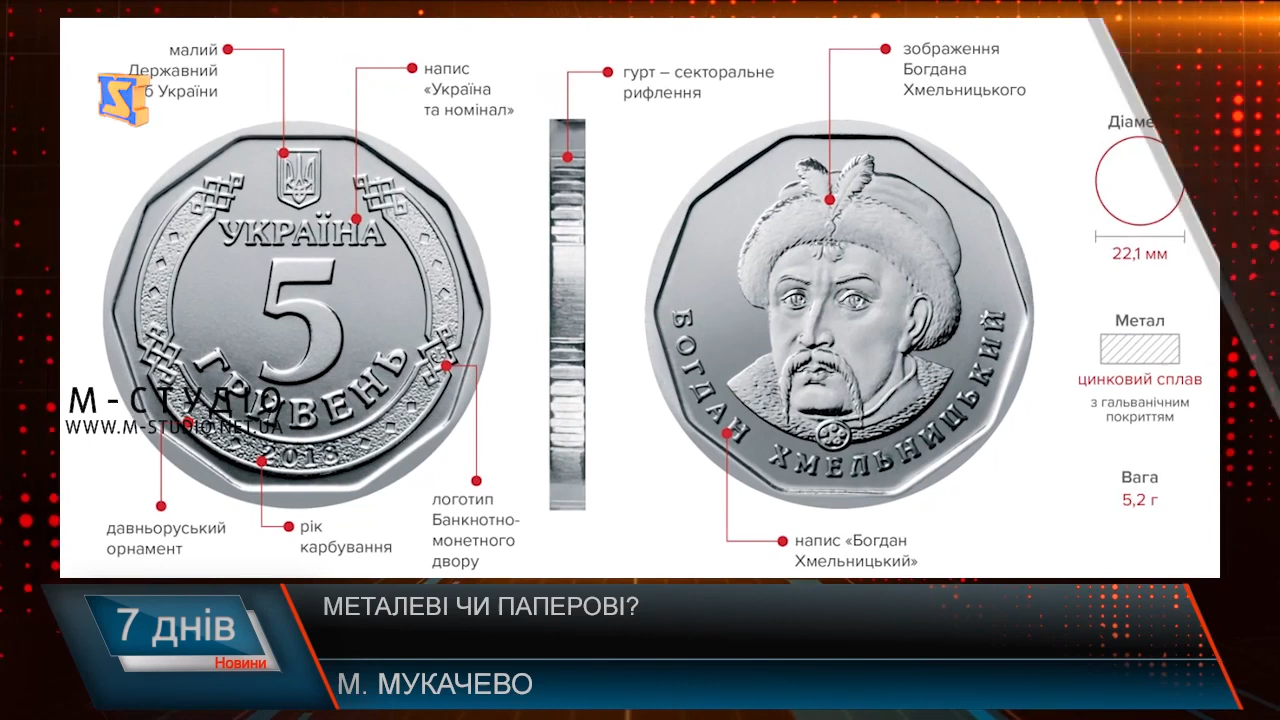 малий
Державний
б України
напис
«Україна
та номінал»
гурт – секторальне
рифлення
зображення
Богдана
Хмельницького
22,1 мм
Метал
цинковий сплав
з гальванічним
покриттям
Вага
5,2 г
УКРАЇНА
5
ГРИВЕНЬ
2018
БОГДАН ХМЕЛЬНИЦЬКИЙ
М-СТУДІО
WWW.M-STUDIO.NET.UA
давньоруський
орнамент
рік
карбування
логотип
Банкнотно-
монетного
двору
напис «Богдан
Хмельницький»
7 днів
Новини
МЕТАЛЕВІ ЧИ ПАПЕРОВІ?
М. МУКАЧЕВО